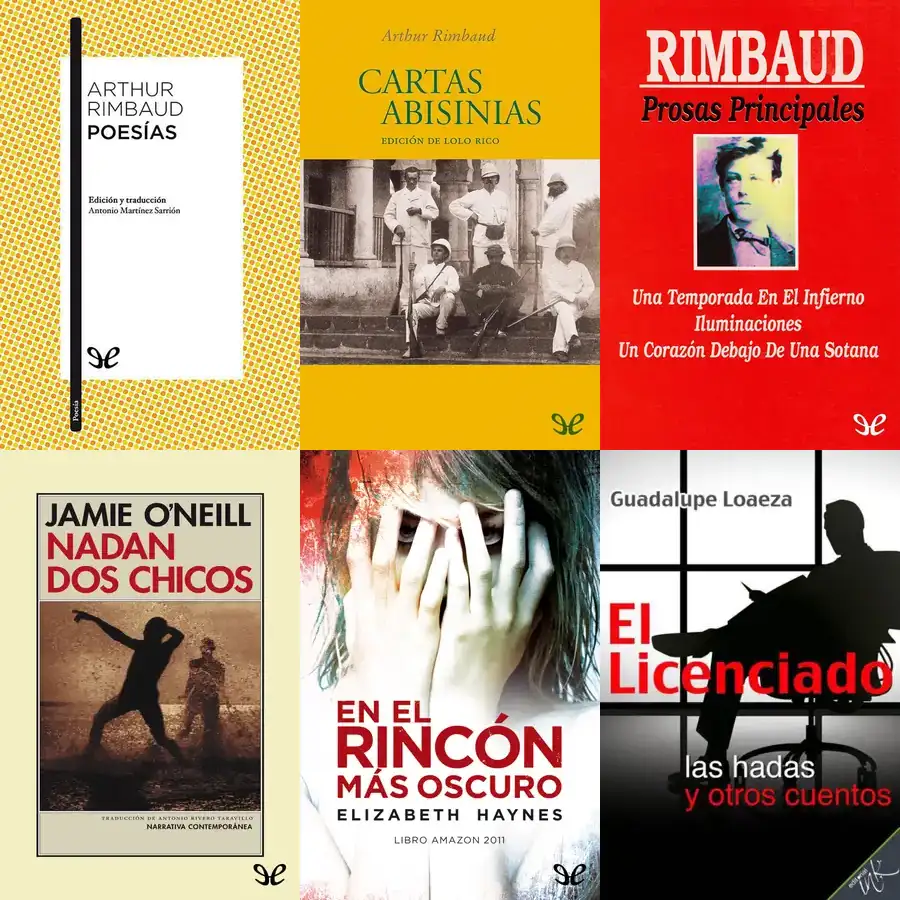 ARTHUR
RIMBAUD
POESÍAS
Edición y traducción
Antonio Martínez Sarrión
Poesía
Arthur Rimbaud
CARTAS
ABISINIAS
EDICIÓN DE LOLO RICO
RIMBAUD
Prosas Principales
Una Temporada En El Infierno
Iluminaciones
Un Corazón Debajo De Una Sotana
JAMIE O'NEILL
NADAN
DOS CHICOS
TRADUCCIÓN DE ANTONIO RIVERO TARAVILLO
NARRATIVA CONTEMPORÁNEA
EN EL
RINCÓN
MÁS OSCURO
ELIZABETH HAYNES
LIBRO AMAZON 2011
Guadalupe Loaeza
El
Licenciado
las hadas
y otros cuentos